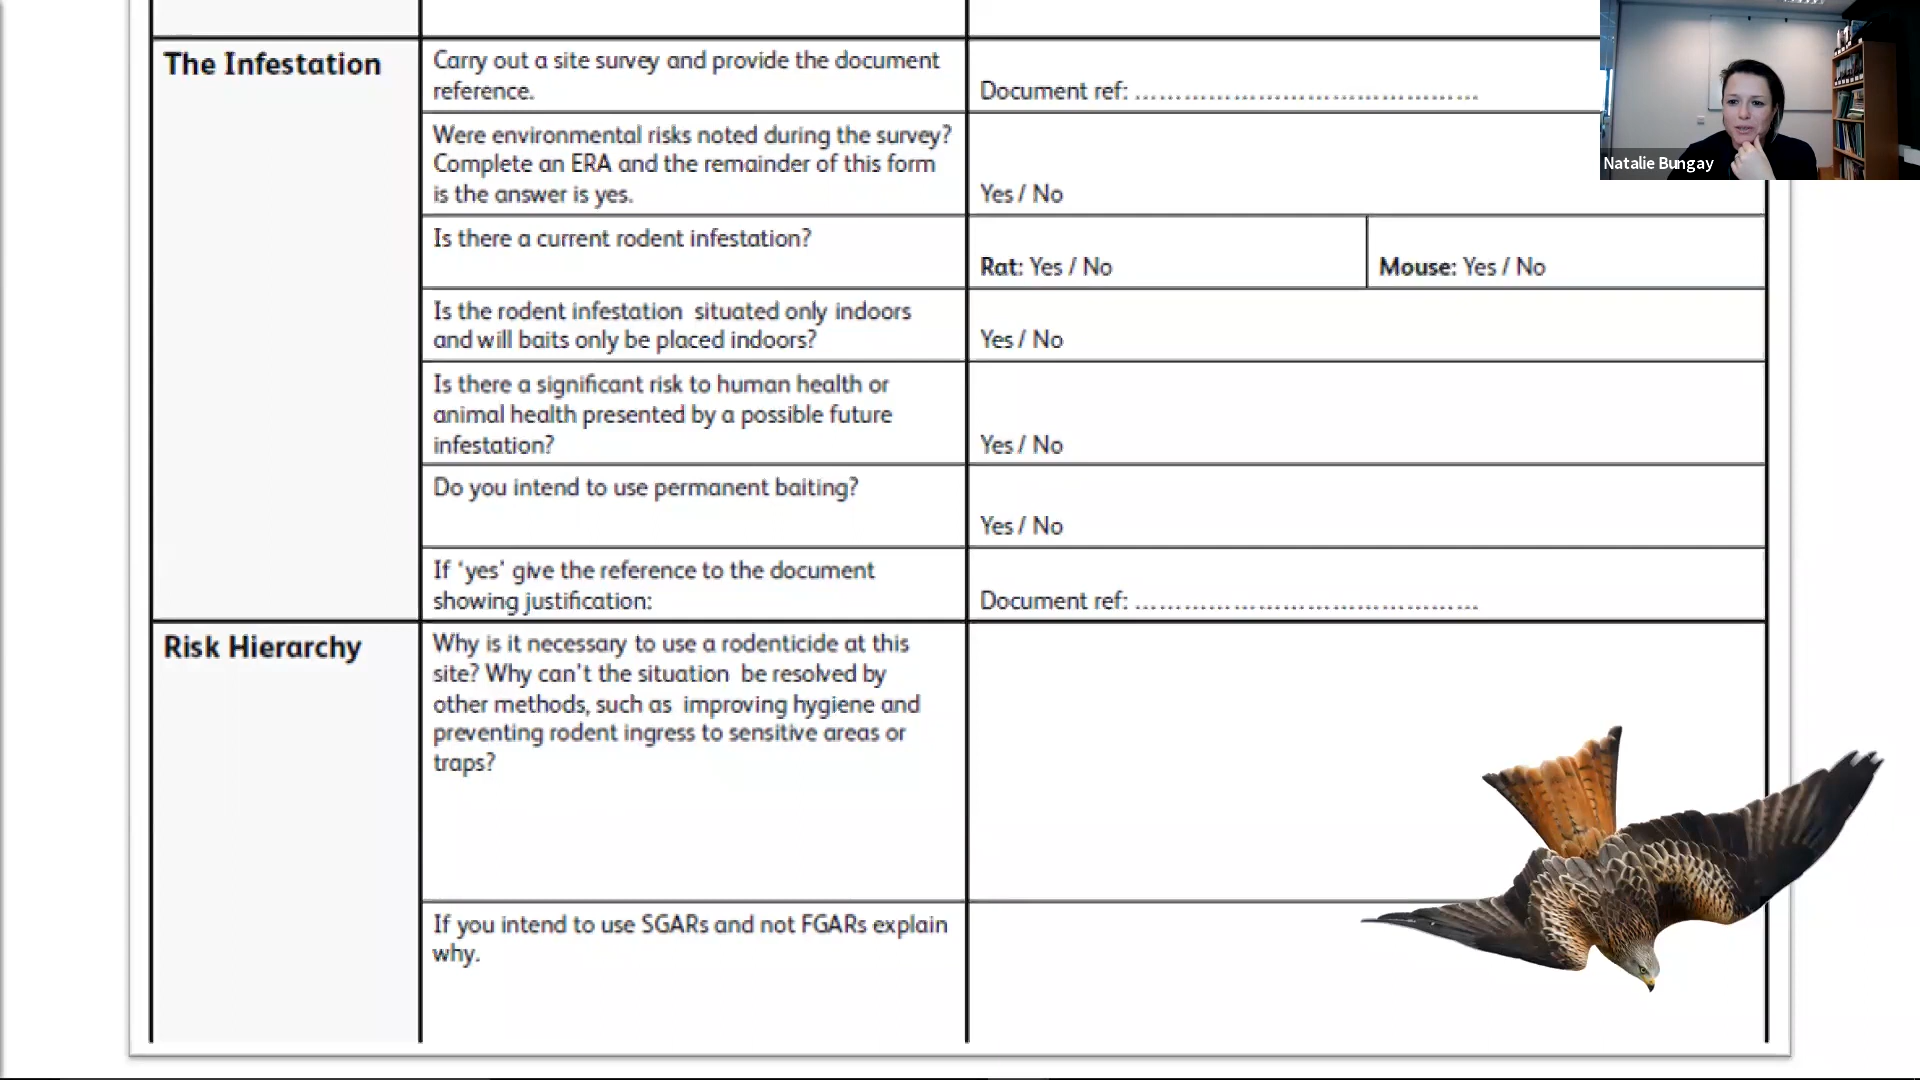 The Infestation
Carry out a site survey and provide the document
reference.
Document ref: ……………………………………
Were environmental risks noted during the survey?
Complete an ERA and the remainder of this form
is the answer is yes.
Yes / No
Is there a current rodent infestation?
Rat: Yes / No
Mouse: Yes / No
Is the rodent infestation  situated only indoors
and will baits only be placed indoors?
Yes / No
Is there a significant risk to human health or
animal health presented by a possible future
infestation?
Yes / No
Do you intend to use permanent baiting?
Yes / No
If ‘yes’ give the reference to the document
showing justification:
Document ref: ……………………………………
Risk Hierarchy
Why is it necessary to use a rodenticide at this
site? Why can't the situation  be resolved by
other methods, such as  improving hygiene and
preventing rodent ingress to sensitive areas or
traps?
If you intend to use SGARs and not FGARs explain
why.
Natalie Bungay